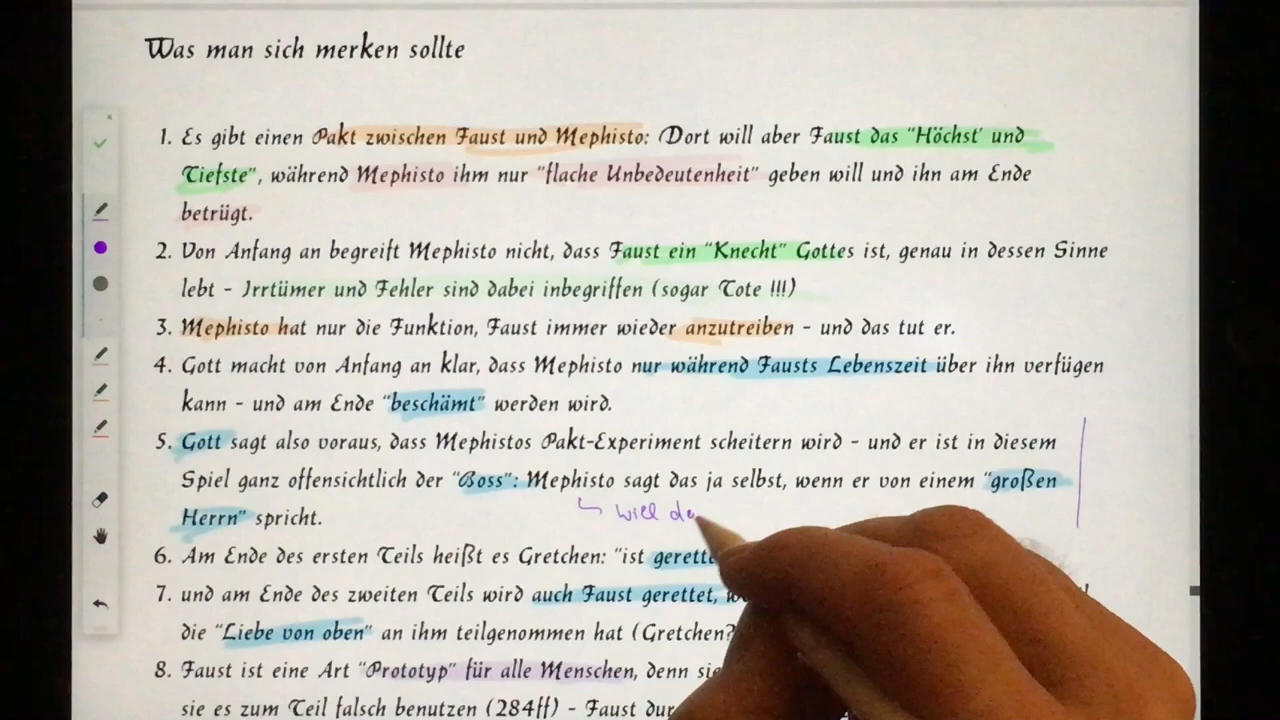 Was man sich merken sollte
1. Es gibt einen Pakt zwischen Faust und Mephisto: Dort will aber Faust das "Höchst' und
Tiefste", während Mephisto ihm nur "flache Unbedeutenheit" geben will und ihn am Ende
betrügt.
2. Von Anfang an begreift Mephisto nicht, dass Faust ein "Knecht" Gottes ist, genau in dessen Sinne
lebt - Irrtümer und Fehler sind dabei inbegriffen (sogar Tote !!!)
3. Mephisto hat nur die Funktion, Faust immer wieder anzutreiben - und das tut er.
4. Gott macht von Anfang an klar, dass Mephisto nur während Fausts Lebenszeit über ihn verfügen
kann - und am Ende "beschämt" werden wird.
5. Gott sagt also voraus, dass Mephistos Pakt-Experiment scheitern wird - und er ist in diesem
Spiel ganz offensichtlich der "Boss": Mephisto sagt das ja selbst, wenn er von einem "großen
Herrn" spricht.
will
6. Am Ende des ersten Teils heißt es Gretchen: "ist
7. und am Ende des zweiten Teils wird auch Faust gerettet,
die "Liebe von oben" an ihm teilgenommen hat (Gretchen?
8. Faust ist eine Art "Prototyp" für alle Menschen, denn sie
sie es zum Teil falsch benutzen (284ff) - Faust